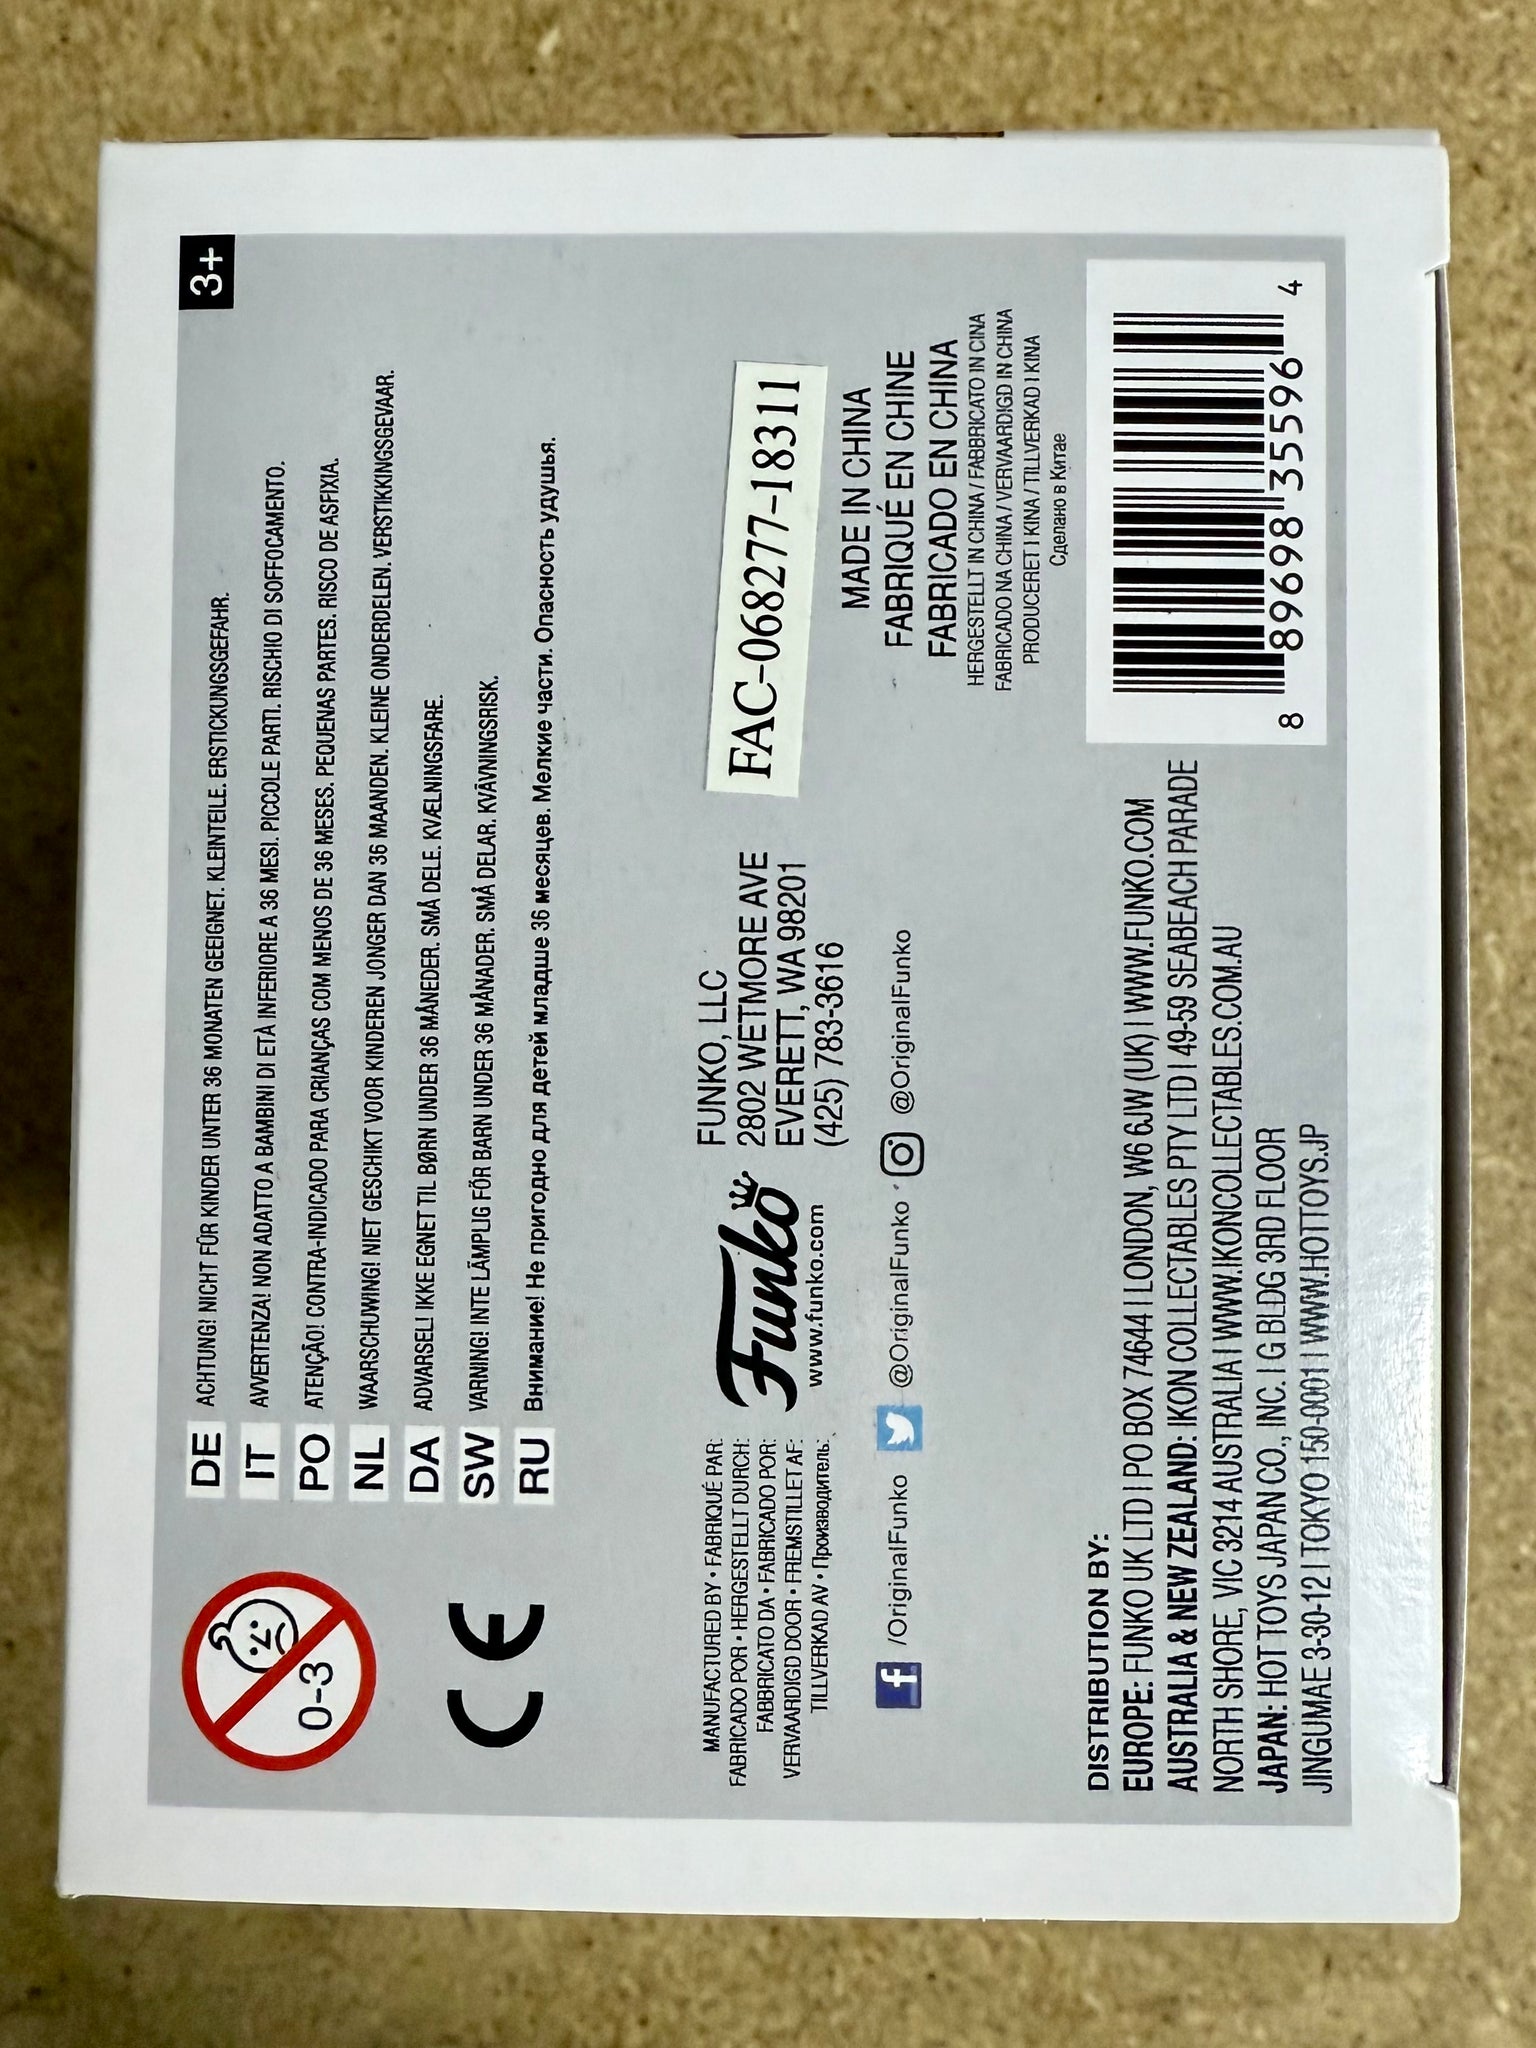 3+
0-3
DE ACHTUNG! NICHT FÜR KINDER UNTER 36 MONATEN GEEIGNET. KLEINTEILE. ERSTICKUNGSGEFAHR.
IT AVVERTENZA! NON ADATTO A BAMBINI DI ETÀ INFERIORE A 36 MESI. PICCOLE PARTI. RISCHIO DI SOFFOCAMENTO.
PO ATENÇÃO! CONTRA-INDICADO PARA CRIANÇAS COM MENOS DE 36 MESES. PEQUENAS PARTES. RISCO DE ASFIXIA.
NL WAARSCHUWING! NIET GESCHIKT VOOR KINDEREN JONGER DAN 36 MAANDEN. KLEINE ONDERDELEN. VERSTIKKINGSGEVAAR.
DA ADVARSEL! IKKE EGNET TIL BØRN UNDER 36 MÅNEDER. SMÅ DELE. KVÆLNINGSFARE.
SW VARNING! INTE LÄMPLIG FÖR BARN UNDER 36 MÅNADER. SMÅ DELAR. KVÄVNINGSRISK.
RU Внимание! Не пригодно для детей младше 36 месяцев. Мелкие части. Опасность удушья.
CE
MANUFACTURED BY • FABRIQUÉ PAR:
FABRICADO POR • HERGESTELLT DURCH:
FABBRICATO DA • FABRICADO POR:
VERVAARDIGD DOOR • FREMSTILLET AF:
TILLVERKAD AV • Производитель:
Funko
www.funko.com
FUNKO, LLC
2802 WETMORE AVE
EVERETT, WA 98201
(425) 783-3616
FAC-068277-18311
f /OriginalFunko @OriginalFunko • @OriginalFunko
MADE IN CHINA
FABRIQUÉ EN CHINE
FABRICADO EN CHINA
HERGESTELLT IN CHINA / FABBRICATO IN CINA
FABRICADO NA CHINA / VERVAARDIGD IN CHINA
PRODUCERET I KINA / TILLVERKAD I KINA
Сделано в Китае
DISTRIBUTION BY:
EUROPE: FUNKO UK LTD | PO BOX 74644 | LONDON, W6 6JW (UK) | WWW.FUNKO.COM
AUSTRALIA & NEW ZEALAND: IKON COLLECTABLES PTY LTD | 49-59 SEABEACH PARADE
NORTH SHORE, VIC 3214 AUSTRALIA | WWW.IKONCOLLECTABLES.COM.AU
JAPAN: HOT TOYS JAPAN CO., INC. | G BLDG 3RD FLOOR
JINGUMAE 3-30-12 | TOKYO 150-0001 | WWW.HOTTOYS.JP
8 89698 35596 4